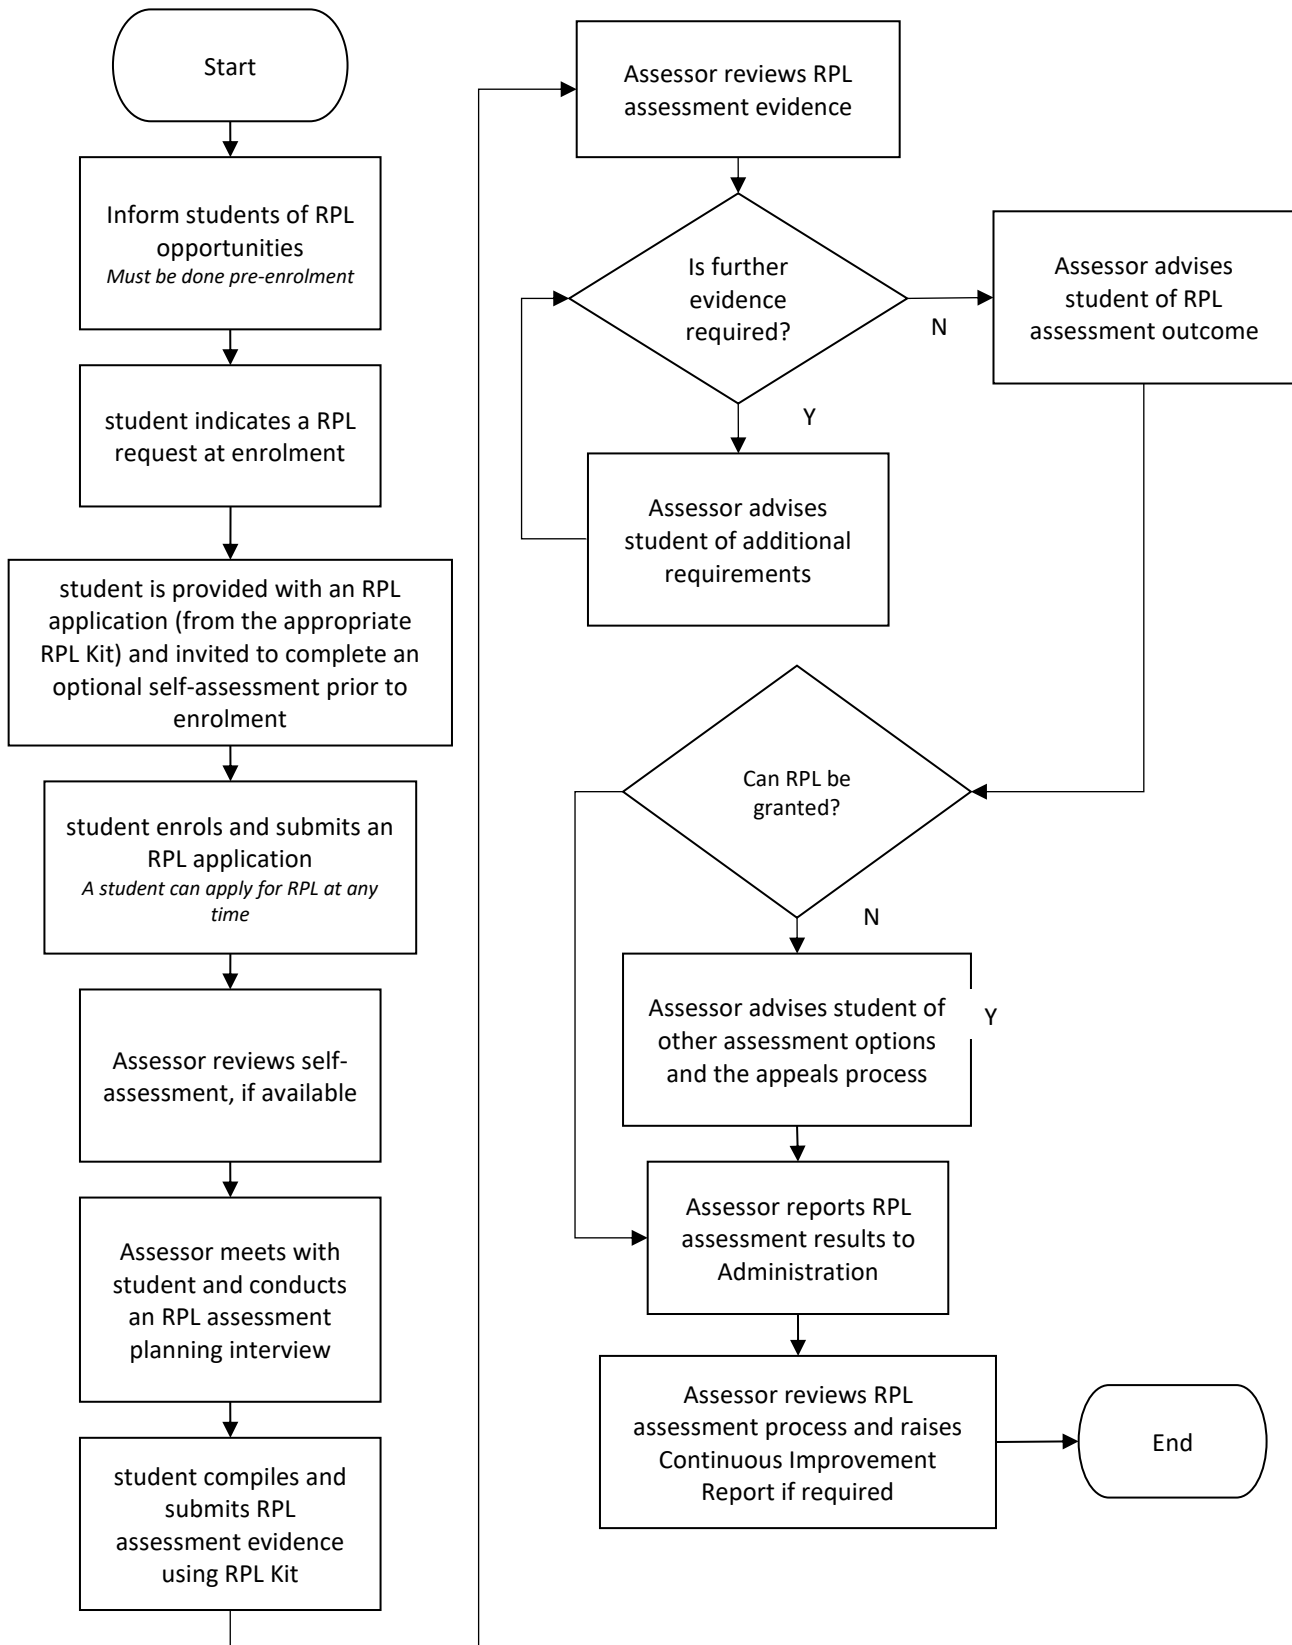 Start
Inform students of RPL
opportunities
Must be done pre-enrolment
student indicates a RPL
request at enrolment
student is provided with an RPL
application (from the appropriate
RPL Kit) and invited to complete an
optional self-assessment prior to
enrolment
student enrols and submits an
RPL application
A student can apply for RPL at any
time
Assessor reviews self-
assessment, if available
Assessor meets with
student and conducts
an RPL assessment
planning interview
student compiles and
submits RPL
assessment evidence
using RPL Kit
Assessor reviews RPL
assessment evidence
Is further
evidence
required?
N
Y
Assessor advises
student of RPL
assessment outcome
Assessor advises
student of additional
requirements
Can RPL be
granted?
N
Y
Assessor advises student of
other assessment options
and the appeals process
Assessor reports RPL
assessment results to
Administration
Assessor reviews RPL
assessment process and raises
Continuous Improvement
Report if required
End